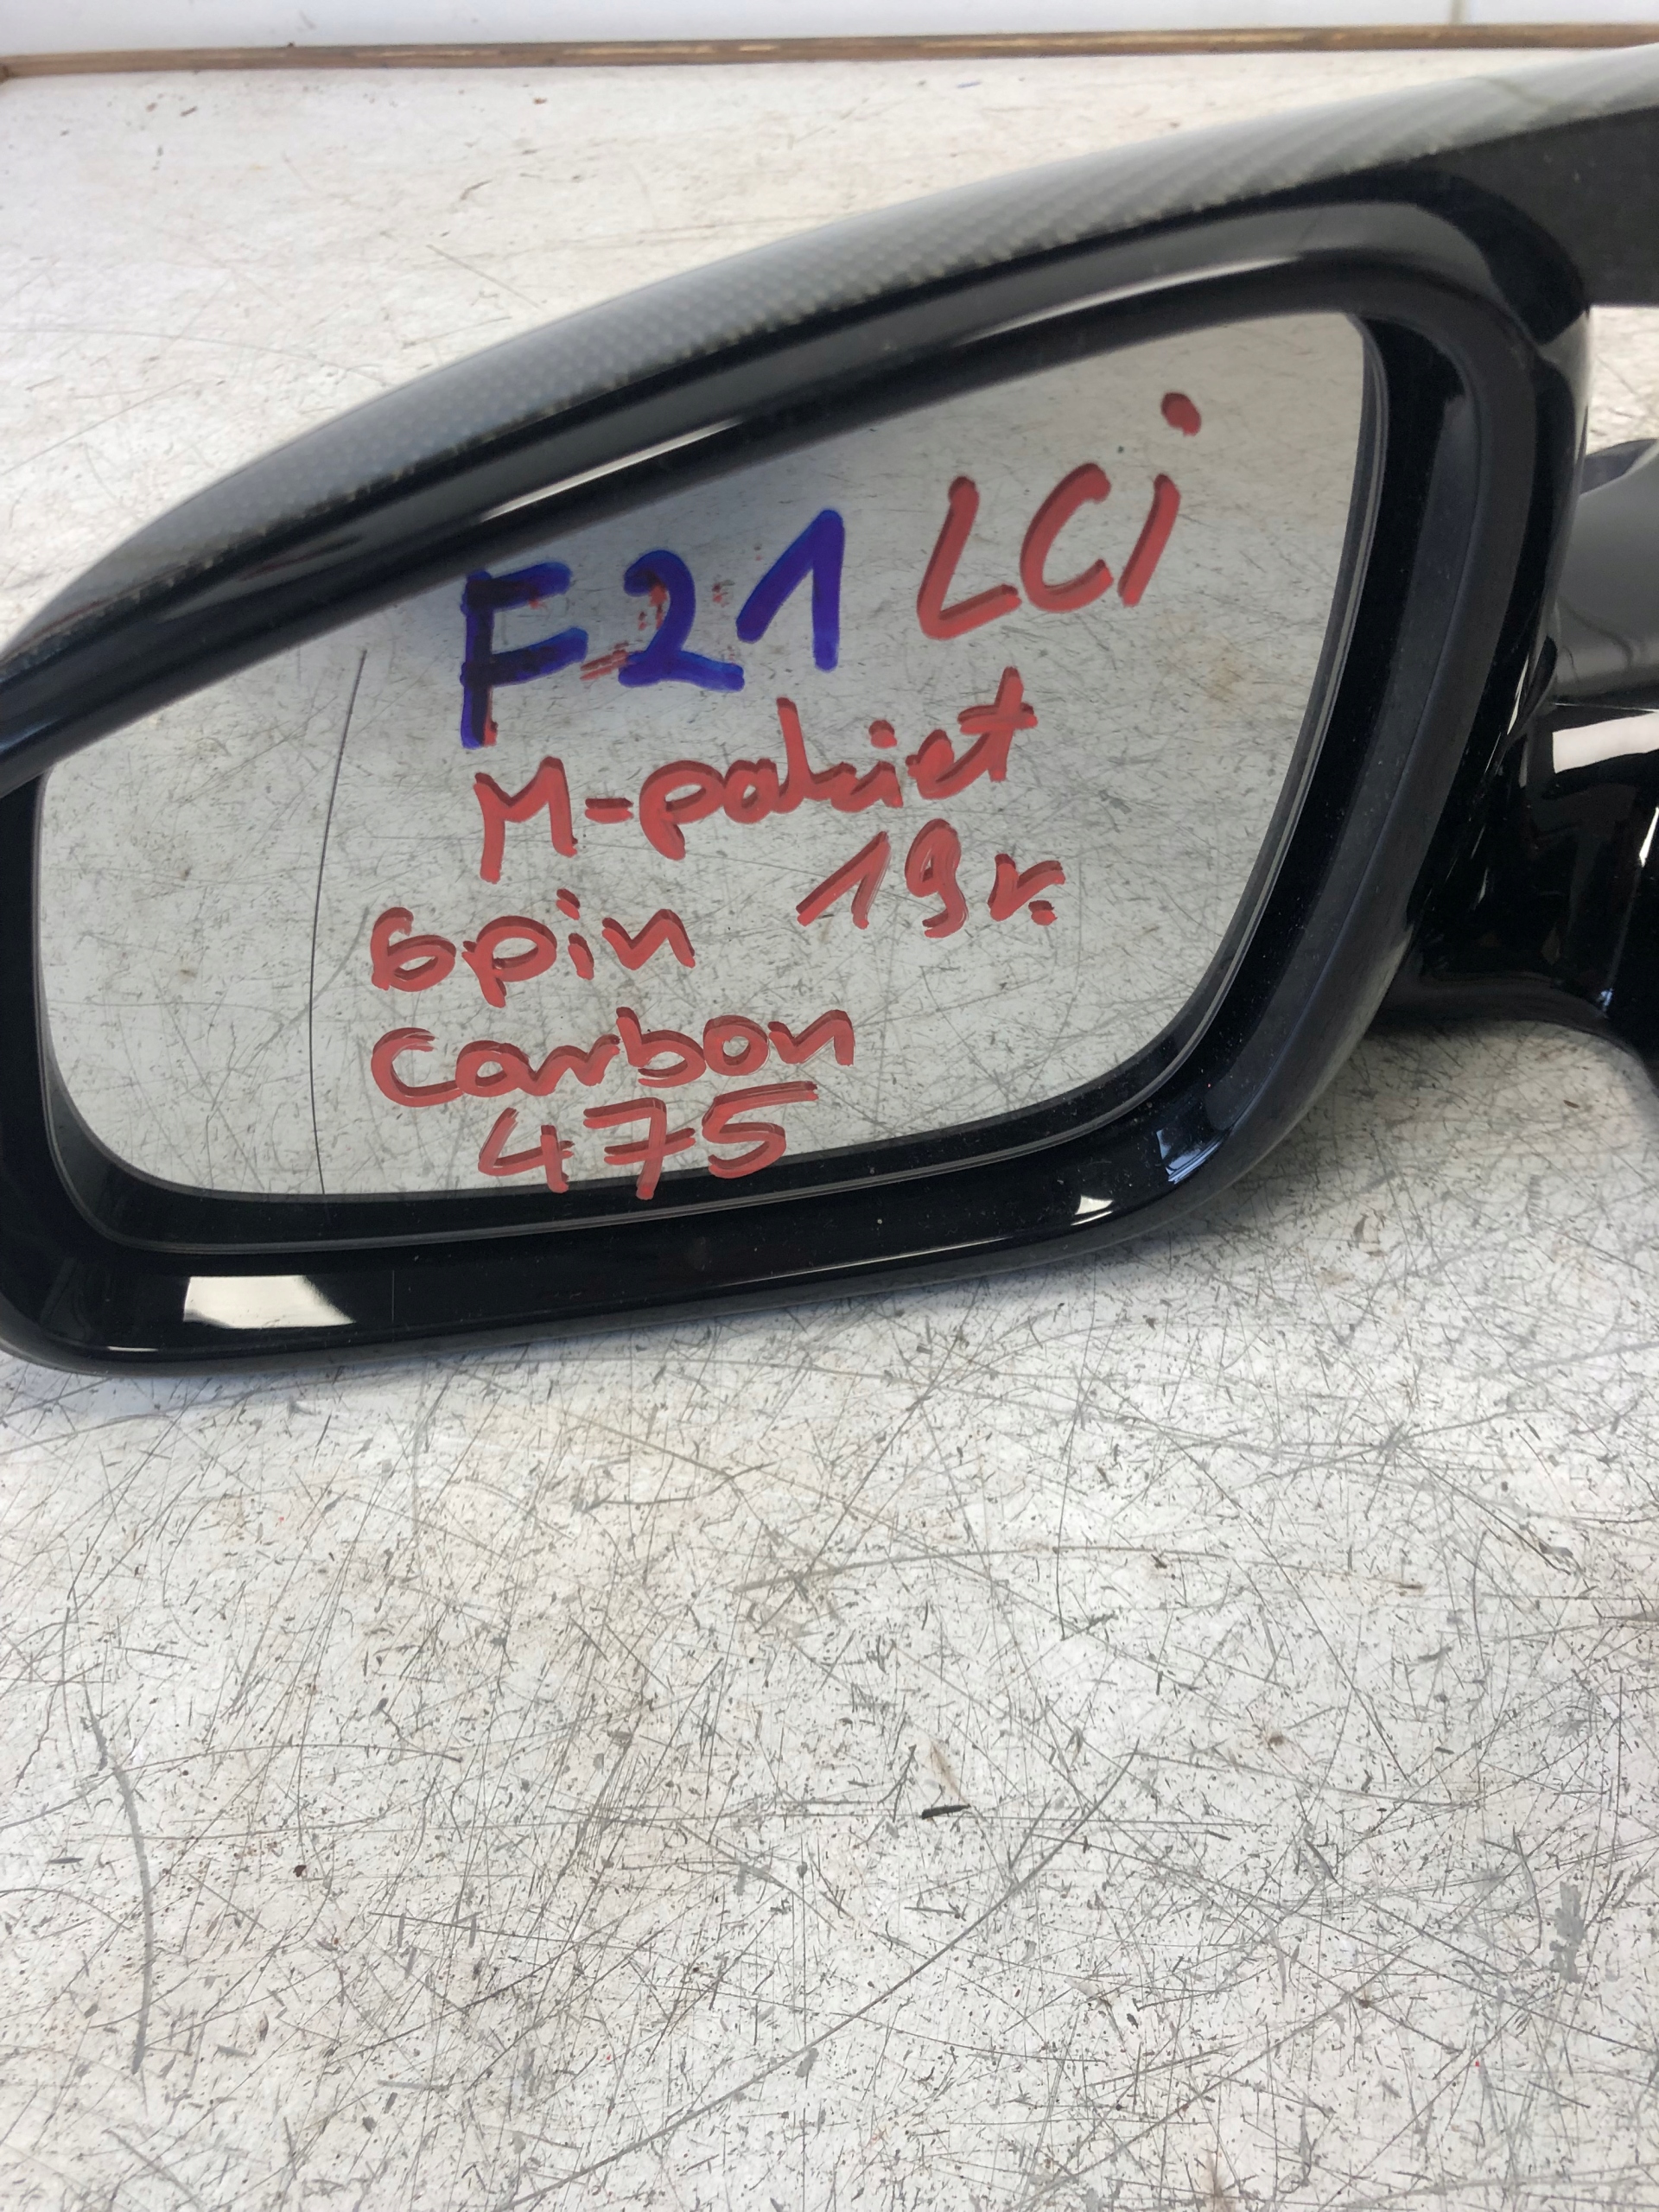 F21 LCi
M-pakiet
6pin 19r.
Carbon
475